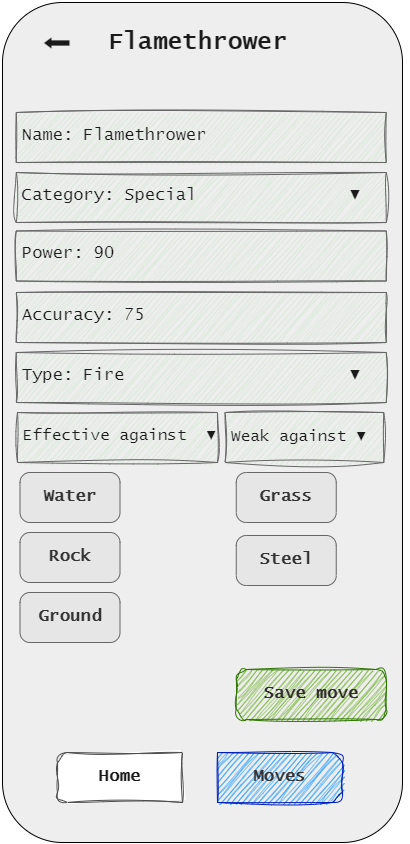 Flamethrower
Name: Flamethrower
Category: Special
Power: 90
Accuracy: 75
Type: Fire
Effective against Weak against
Water Grass
Rock Steel
Ground
Save move
Home Moves